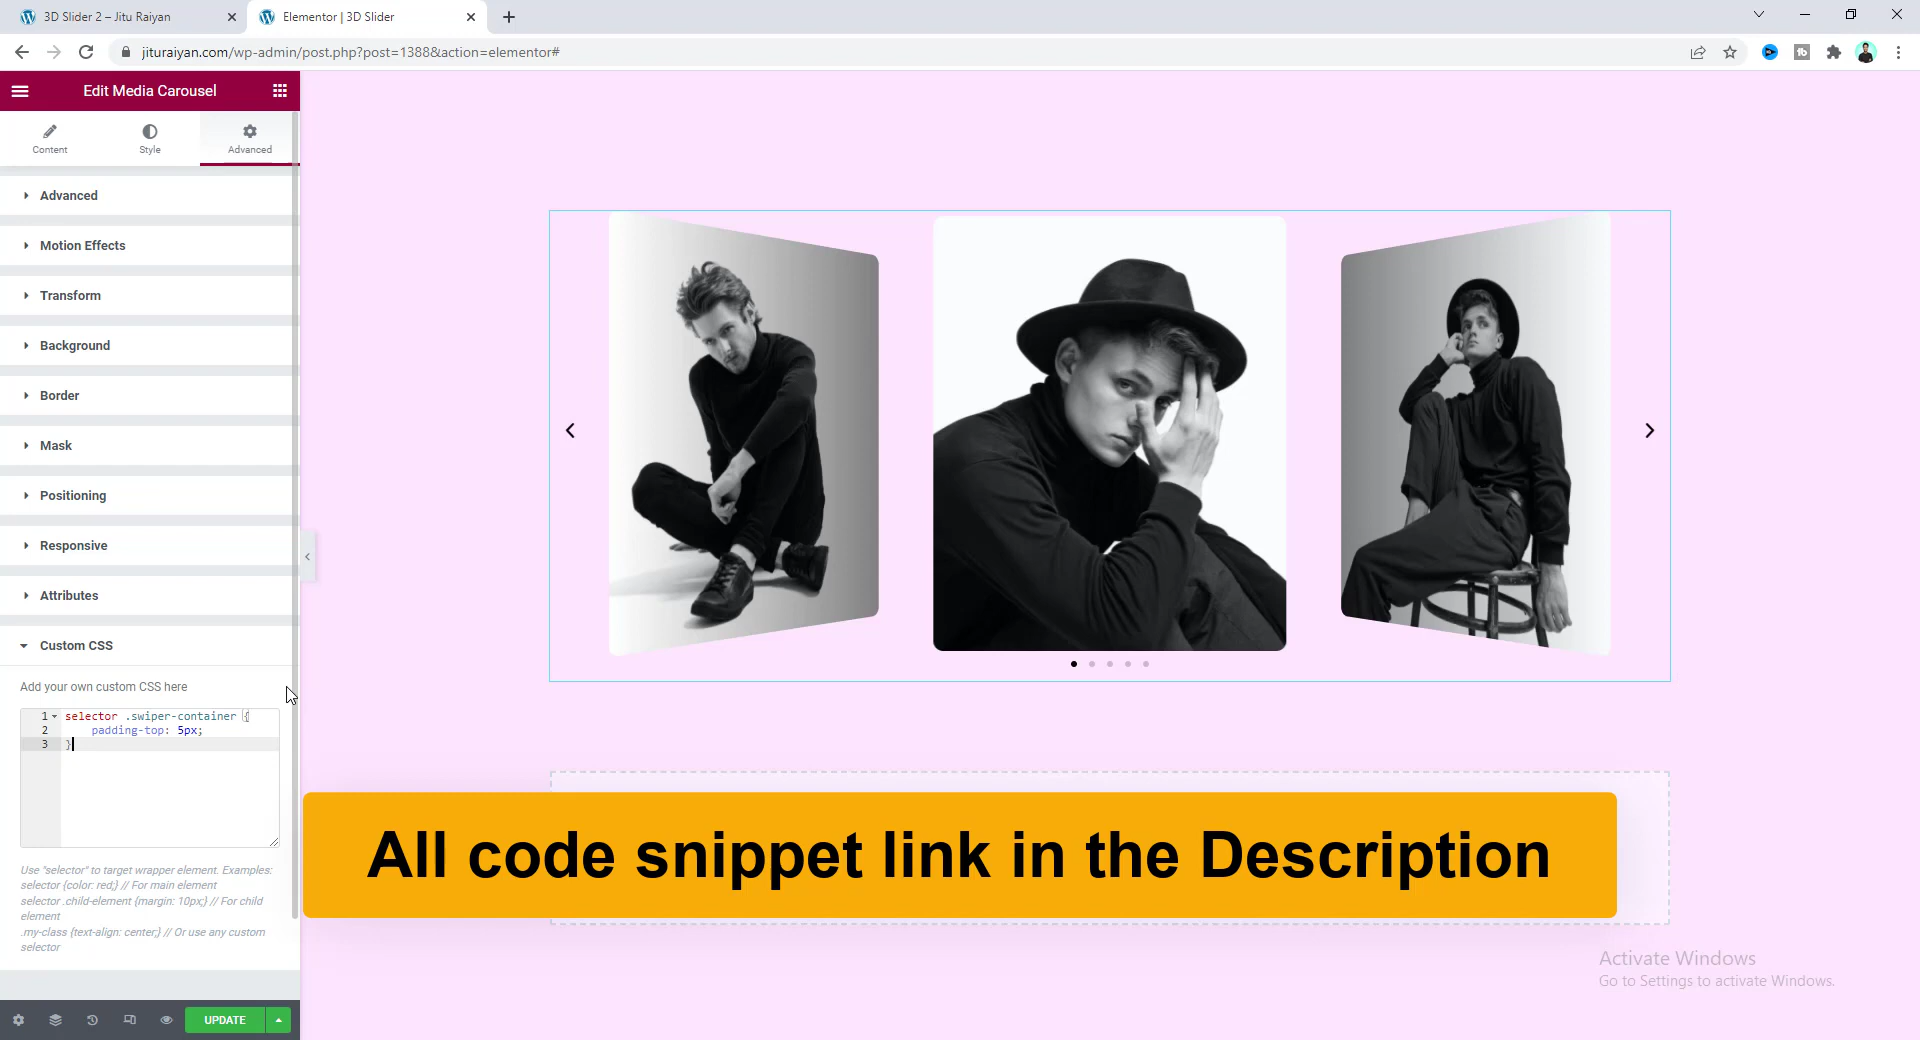 3D Slider 2 – Jitu Raiyan
Elementor | 3D Slider
jituraiyan.com/wp-admin/post.php?post=1388&action=elementor#
Edit Media Carousel
Content
Style
Advanced
Advanced
Motion Effects
Transform
Background
Border
Mask
Positioning
Responsive
Attributes
Custom CSS
Add your own custom CSS here
1 selector .swiper-container {
2 padding-top: 5px;
3 }
Use "selector" to target wrapper element. Examples:
selector {color: red;} // For main element
selector .child-element {margin: 10px;} // For child
element
.my-class {text-align: center;} // Or use any custom
selector
UPDATE
All code snippet link in the Description
Activate Windows
Go to Settings to activate Windows.